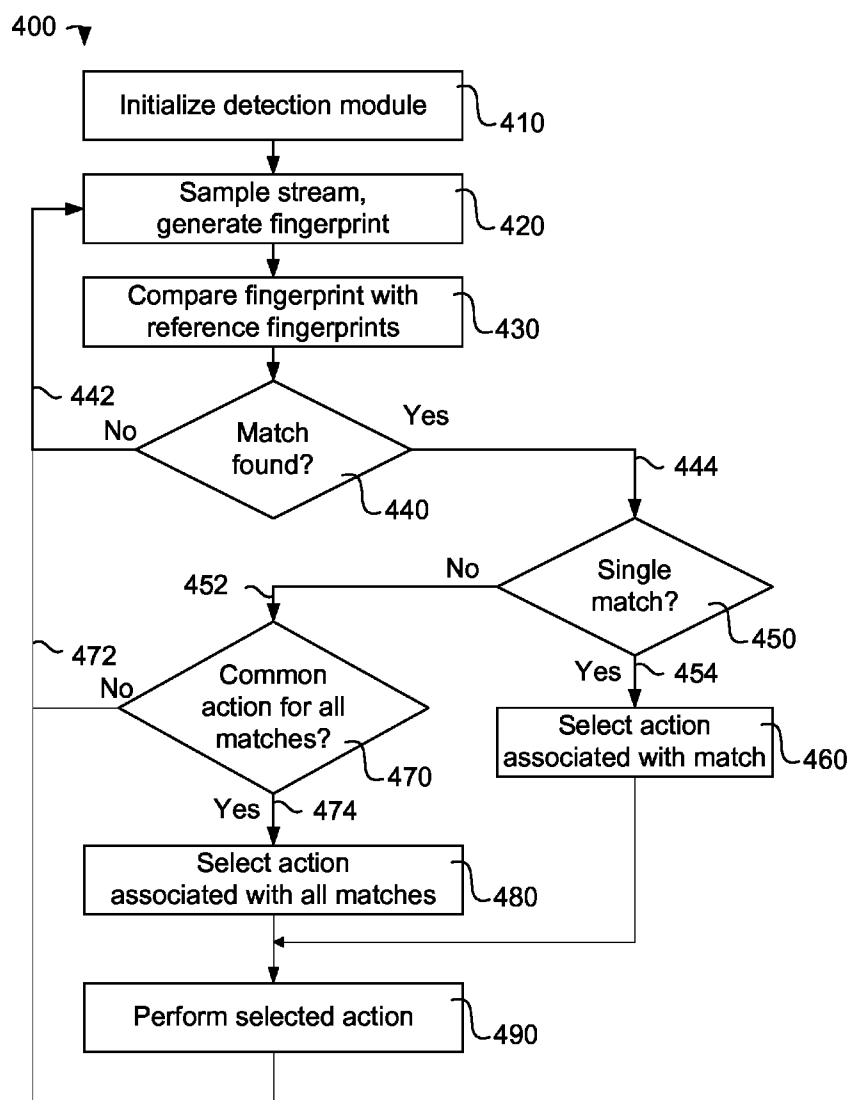 400
Initialize detection module
410
Sample stream,
generate fingerprint
420
Compare fingerprint with
reference fingerprints
430
442
No
Match
found?
440
Yes
444
452
No
Single
match?
450
472
No
Common
action for all
matches?
470
Yes
454
Select action
associated with match
460
Yes
474
Select action
associated with all matches
480
Perform selected action
490